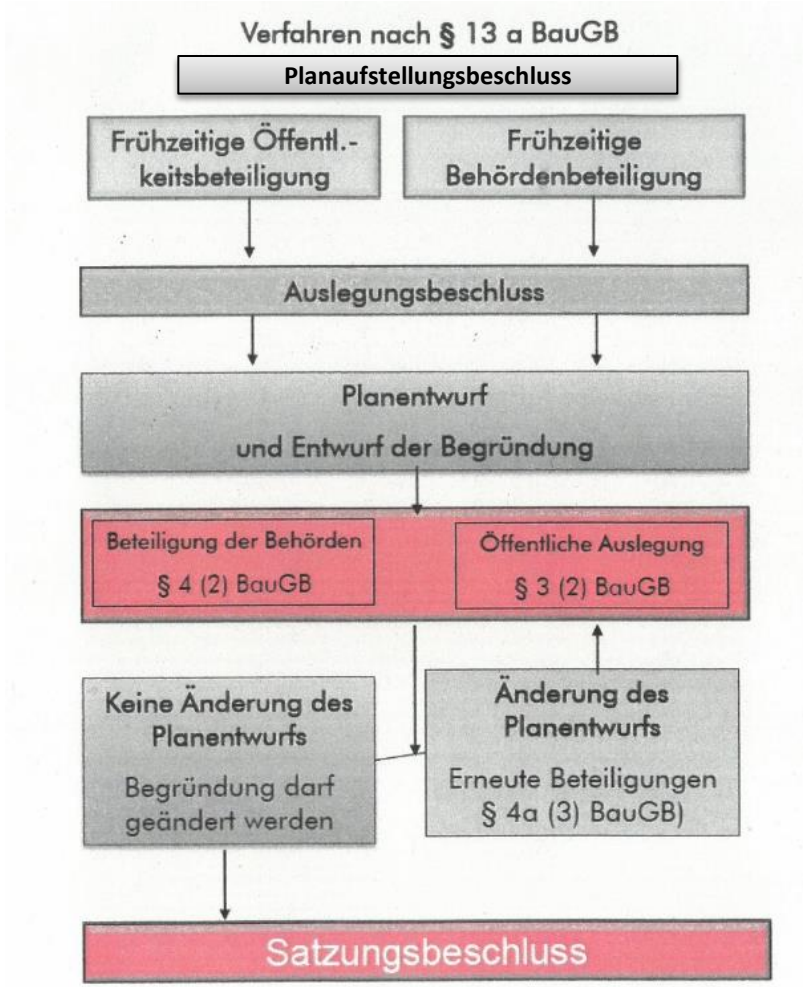 Verfahren nach § 13 a BauGB
Planaufstellungsbeschluss
Frühzeitige Öffentl.-
keitsbeteiligung
Frühzeitige
Behördenbeteiligung
Auslegungsbeschluss
Planentwurf
und Entwurf der Begründung
Beteiligung der Behörden
§ 4 (2) BauGB
Öffentliche Auslegung
§ 3 (2) BauGB
Keine Änderung des
Planentwurfs
Begründung darf
geändert werden
Änderung des
Planentwurfs
Erneute Beteiligungen
§ 4a (3) BauGB)
Satzungsbeschluss